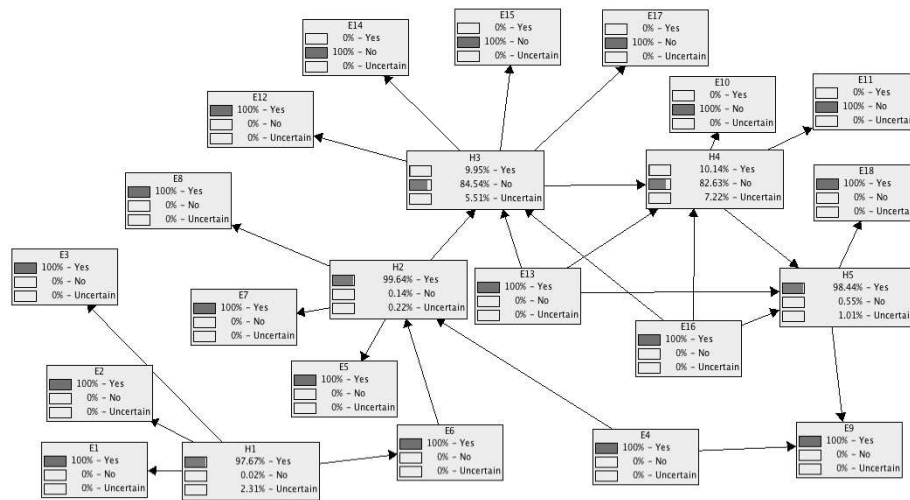 E14
0% - Yes
100% - No
0% - Uncertain
E15
0% - Yes
100% - No
0% - Uncertain
E17
0% - Yes
100% - No
0% - Uncertain
E12
100% - Yes
0% - No
0% - Uncertain
E10
0% - Yes
100% - No
0% - Uncertain
E11
0% - Yes
100% - No
0% - Uncertain
H3
9.95% - Yes
84.54% - No
5.51% - Uncertain
H4
10.14% - Yes
82.63% - No
7.22% - Uncertain
E8
100% - Yes
0% - No
0% - Uncertain
E18
100% - Yes
0% - No
0% - Uncertain
E3
100% - Yes
0% - No
0% - Uncertain
H2
99.64% - Yes
0.14% - No
0.22% - Uncertain
E13
100% - Yes
0% - No
0% - Uncertain
H5
98.44% - Yes
0.55% - No
1.01% - Uncertain
E7
100% - Yes
0% - No
0% - Uncertain
E16
100% - Yes
0% - No
0% - Uncertain
E5
100% - Yes
0% - No
0% - Uncertain
E2
100% - Yes
0% - No
0% - Uncertain
E6
100% - Yes
0% - No
0% - Uncertain
E4
100% - Yes
0% - No
0% - Uncertain
E9
100% - Yes
0% - No
0% - Uncertain
E1
100% - Yes
0% - No
0% - Uncertain
H1
97.67% - Yes
0.02% - No
2.31% - Uncertain